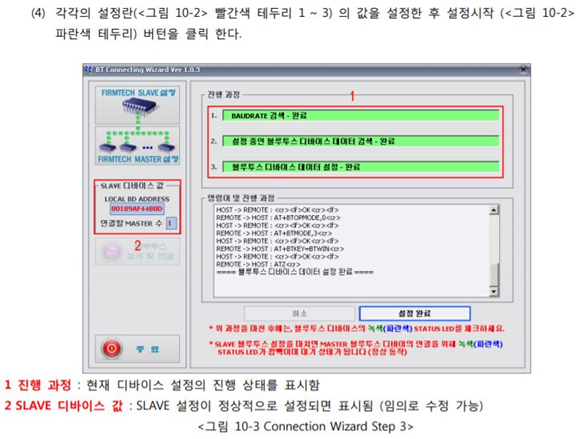 (4) 각각의 설정란(<그림 10-2> 빨간색 테두리 1 ~ 3) 의 값을 설정한 후 설정시작 (<그림 10-2>
파란색 테두리) 버턴을 클릭 한다.
BT Connecting Wizard Ver 1.0.3
FIRMTECH SLAVE 설정
FIRMTECH MASTER 설정
SLAVE 디바이스 값
LOCAL BD ADDRESS
00189AF44B0D
연결할 MASTER 수 1
2
블루투스
검색 및 연결
종 료
진행 과정
1
1. BAUDRATE 검색 - 완료
2. 설정 중인 블루투스 디바이스 데이터 검색 - 완료
3. 블루투스 디바이스 데이터 설정 - 완료
명령어 및 진행 과정
HOST -> REMOTE : <cr><lf>OK<cr><lf>
REMOTE -> HOST : AT+BTOPMODE,0<cr>
HOST -> REMOTE : <cr><lf>OK<cr><lf>
REMOTE -> HOST : AT+BTMODE,3<cr>
HOST -> REMOTE : <cr><lf>OK<cr><lf>
REMOTE -> HOST : AT+BTKEY=BTWIN<cr>
HOST -> REMOTE : <cr><lf>OK<cr><lf>
REMOTE -> HOST : ATZ<cr>
==== 블루투스 디바이스 데이터 설정 완료 ====
취소
설정 완료
* 위 과정을 마친 후에는, 블루투스 디바이스의 녹색(파란색) STATUS LED를 체크하세요.
* SLAVE 블루투스 설정을 마치면 MASTER 블루투스 디바이의 연결을 위해 녹색(파란색)
STATUS LED가 깜빡이며 대기 상태가 됩니다 (정상 동작)
1 진행 과정 : 현재 디바이스 설정의 진행 상태를 표시함
2 SLAVE 디바이스 값 : SLAVE 설정이 정상적으로 설정되면 표시됨 (임의로 수정 가능)
<그림 10-3 Connection Wizard Step 3>